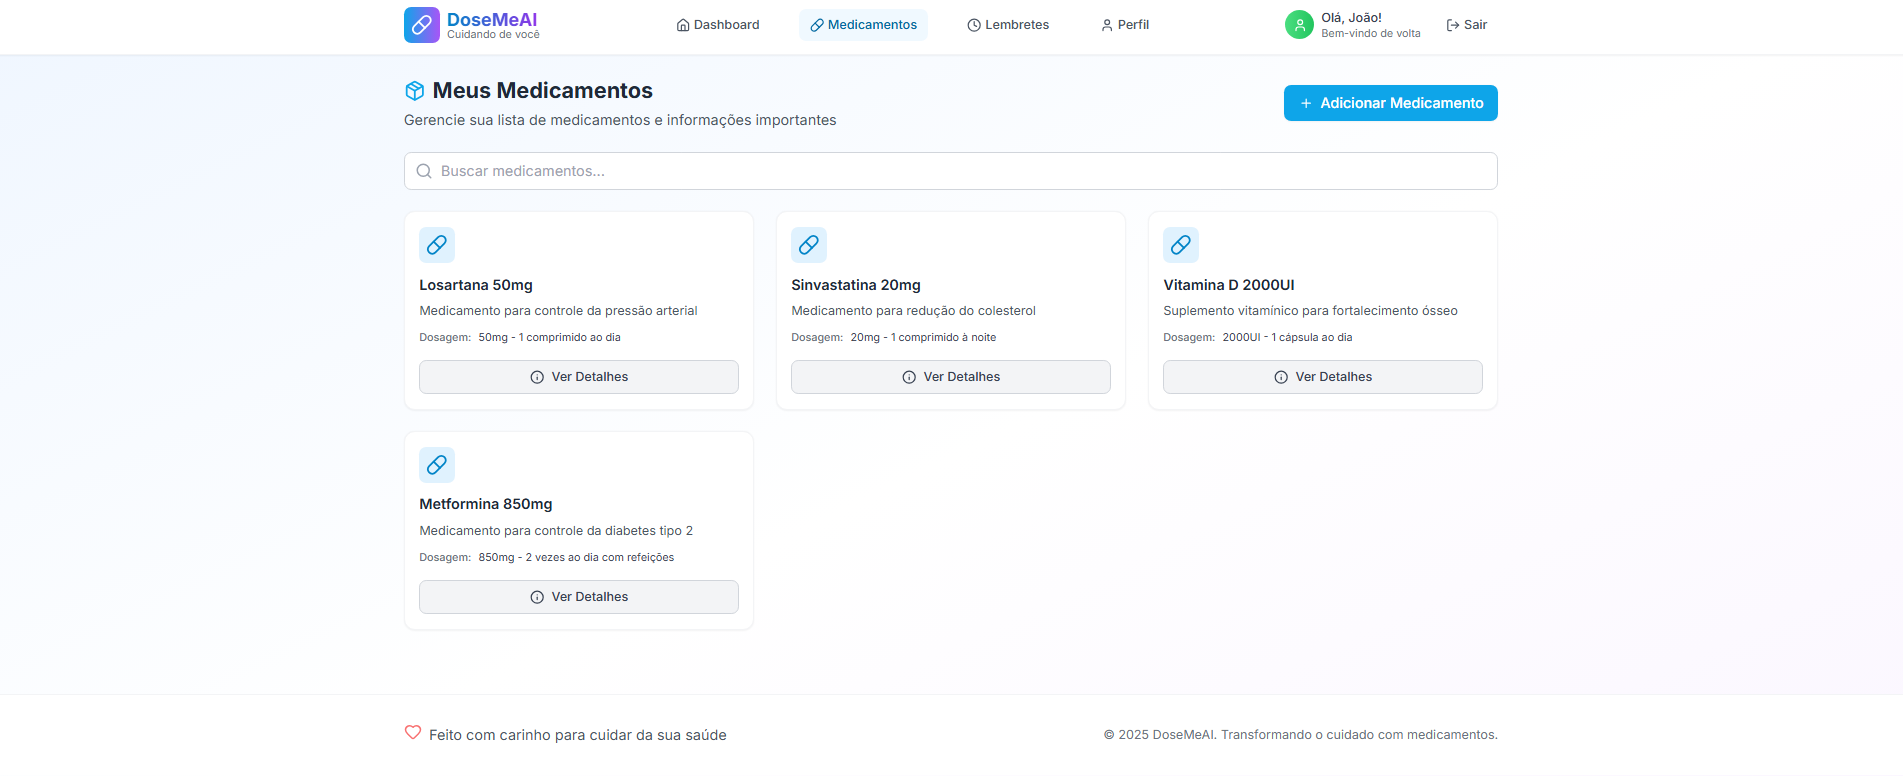 DoseMeAI
Cuidando de você
Dashboard
Medicamentos
Lembretes
Perfil
Olá, João!
Bem-vindo de volta
Sair
Meus Medicamentos
Gerencie sua lista de medicamentos e informações importantes
+ Adicionar Medicamento
Buscar medicamentos...
Losartana 50mg
Medicamento para controle da pressão arterial
Dosagem: 50mg - 1 comprimido ao dia
Ver Detalhes
Sinvastatina 20mg
Medicamento para redução do colesterol
Dosagem: 20mg - 1 comprimido à noite
Ver Detalhes
Vitamina D 2000UI
Suplemento vitamínico para fortalecimento ósseo
Dosagem: 2000UI - 1 cápsula ao dia
Ver Detalhes
Metformina 850mg
Medicamento para controle da diabetes tipo 2
Dosagem: 850mg - 2 vezes ao dia com refeições
Ver Detalhes
Feito com carinho para cuidar da sua saúde
© 2025 DoseMeAI. Transformando o cuidado com medicamentos.